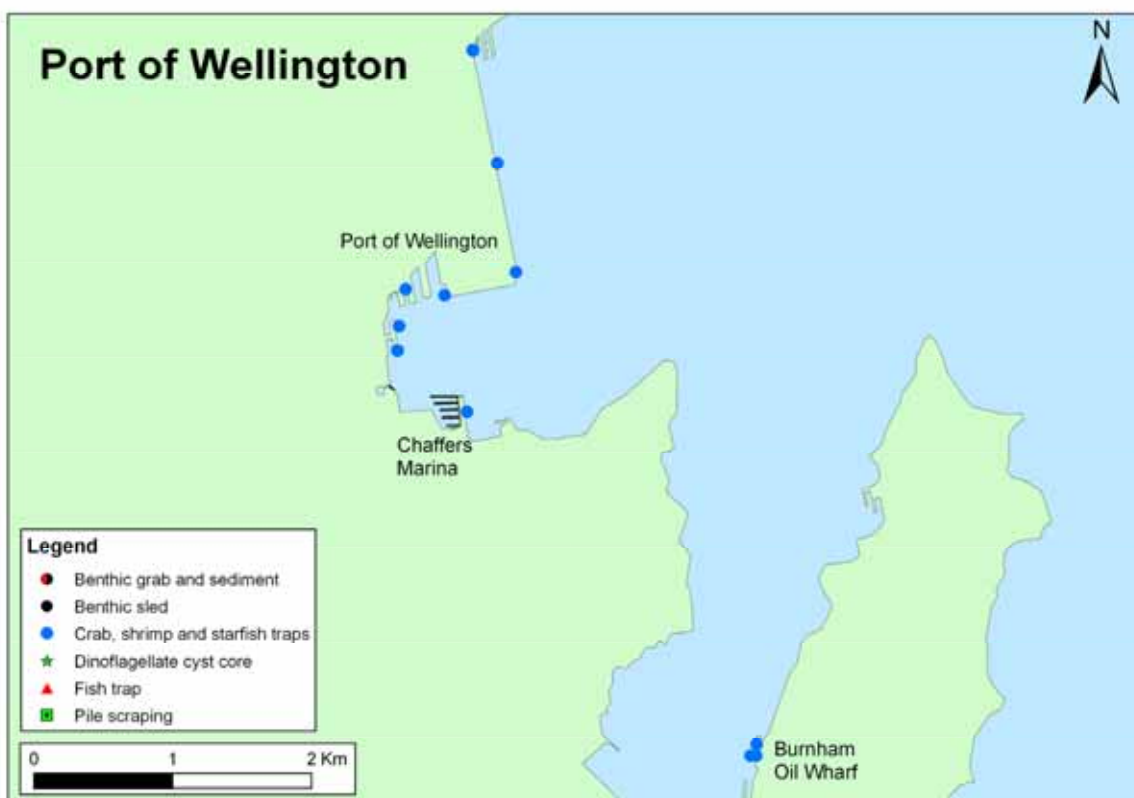 Port of Wellington
N
Port of Wellington
Chaffers
Marina
Legend
Benthic grab and sediment
Benthic sled
Crab, shrimp and starfish traps
Dinoflagellate cyst core
Fish trap
Pile scraping
0 1 2 Km
Burnham
Oil Wharf